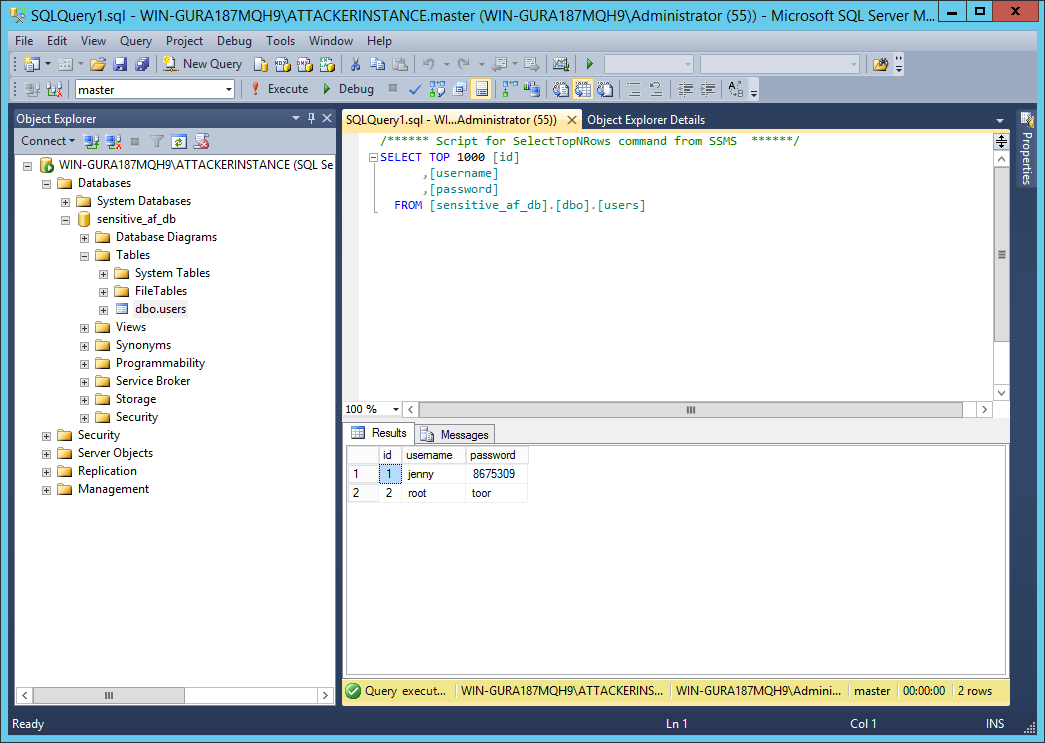 SQLQuery1.sql - WIN-GURA187MQH9\ATTACKERINSTANCE.master (WIN-GURA187MQH9\Administrator (55)) - Microsoft SQL Server M...
File Edit View Query Project Debug Tools Window Help
New Query
master Execute Debug
Object Explorer
Connect
WIN-GURA187MQH9\ATTACKERINSTANCE (SQL Se
Databases
System Databases
sensitive_af_db
Database Diagrams
Tables
System Tables
FileTables
dbo.users
Views
Synonyms
Programmability
Service Broker
Storage
Security
Security
Server Objects
Replication
Management
SQLQuery1.sql - WI...Administrator (55)) Object Explorer Details
/****** Script for SelectTopNRows command from SSMS ******/
SELECT TOP 1000 [id]
,[username]
,[password]
FROM [sensitive_af_db].[dbo].[users]
100 %
Results Messages
id username password
1 1 jenny 8675309
2 2 root toor
Query execut... WIN-GURA187MQH9\ATTACKERINS... WIN-GURA187MQH9\Admini... master 00:00:00 2 rows
Properties
Ready Ln 1 Col 1 INS